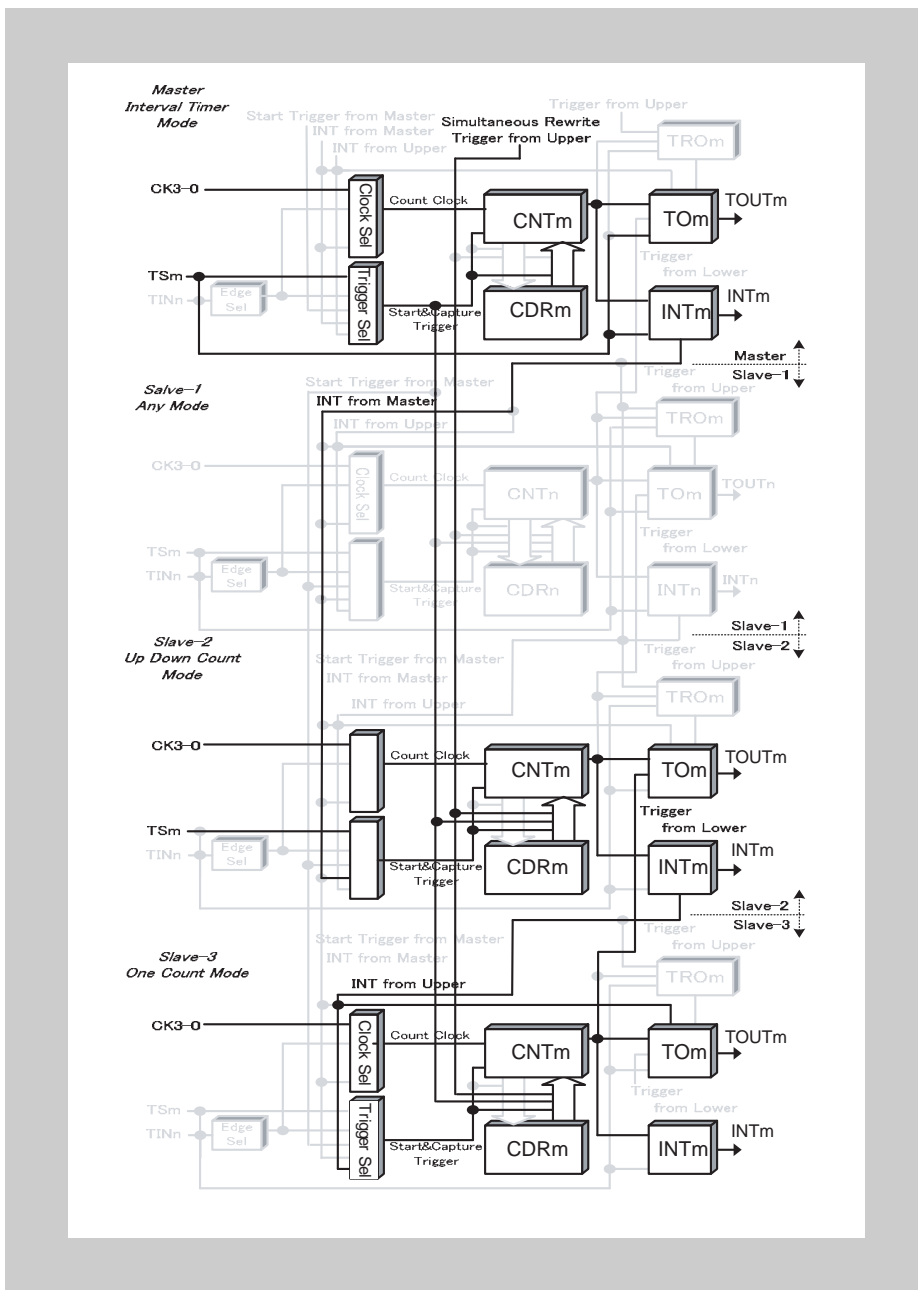 Master
Interval Timer
Mode
Start Trigger from Master
INT from Master
INT from Upper
Simultaneous Rewrite
Trigger from Upper
Trigger from Upper
TROm
CK3-0
Clock Sel
Count Clock
CNTm
TOm
TOUTm
Trigger
from Lower
TSm
TINn
Edge
Sel
Trigger Sel
Start&Capture
Trigger
CDRm
INTm
INTm
Master
Slave-1
Salve-1
Any Mode
Start Trigger from Master
INT from Master
INT from Upper
Trigger
from Upper
TROm
CK3-0
Clock Sel
Count Clock
CNTn
TOm
TOUTn
Trigger
from Lower
TSm
TINn
Edge
Sel
Start&Capture
Trigger
CDRn
INTn
INTn
Slave-1
Slave-2
Slave-2
Up Down Count
Mode
Start Trigger from Master
INT from Master
INT from Upper
Trigger
from Upper
TROm
CK3-0
Count Clock
CNTm
TOm
TOUTm
Trigger
from Lower
TSm
TINn
Edge
Sel
Start&Capture
Trigger
CDRm
INTm
INTm
Slave-2
Slave-3
Slave-3
One Count Mode
Start Trigger from Master
INT from Master
INT from Upper
Trigger
from Upper
TROm
CK3-0
Clock Sel
Count Clock
CNTm
TOm
TOUTm
Trigger
from Lower
TSm
TINn
Edge
Sel
Trigger Sel
Start&Capture
Trigger
CDRm
INTm
INTm